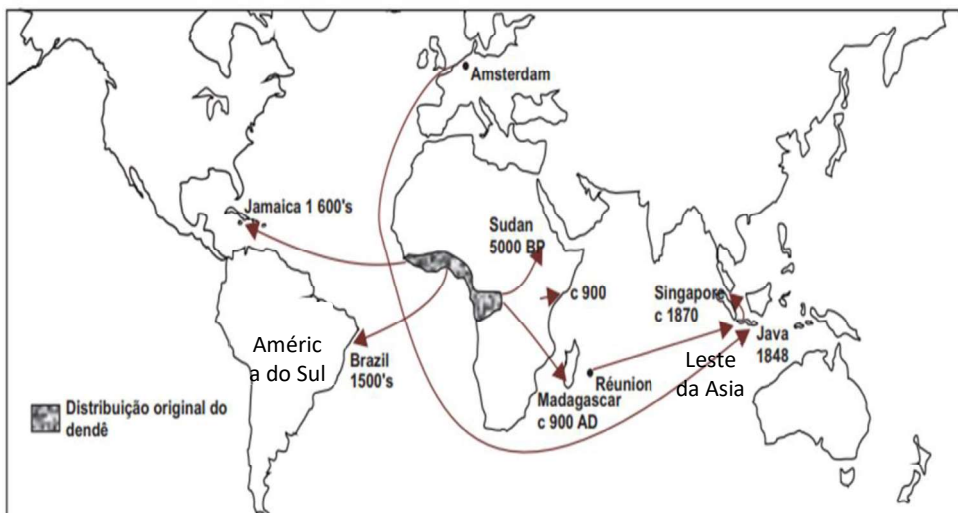 Amsterdam
Jamaica 1 600's
Sudan
5000 BP
c 900
Singapore
c 1870
Java
1848
Améric
a do Sul
Brazil
1500's
Leste
da Asia
Réunion
Madagascar
c 900 AD
Distribuição original do
dendê